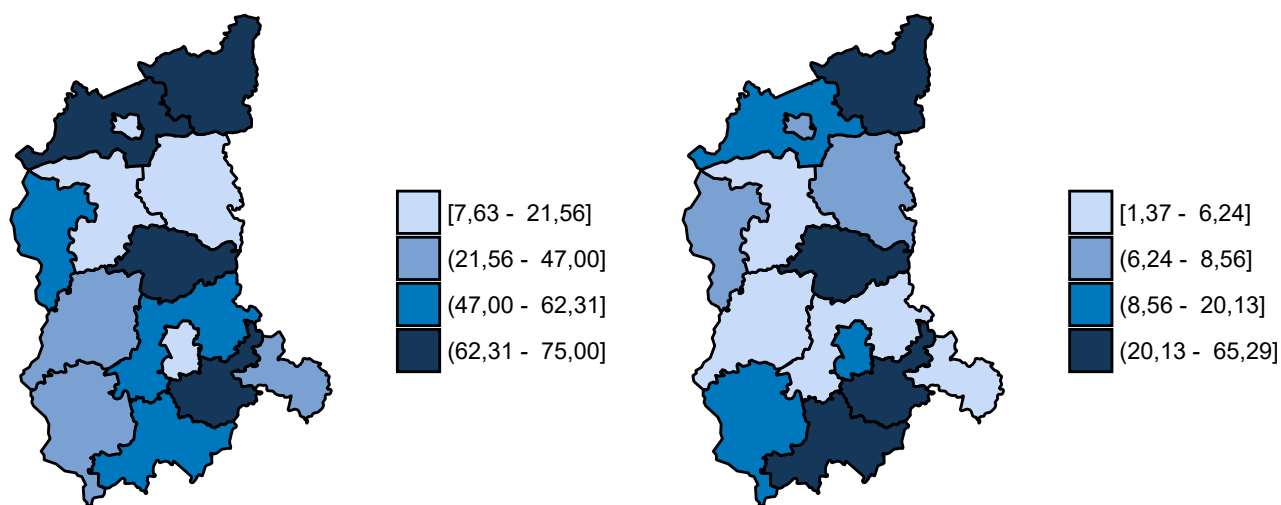 [7,63 - 21,56]
(21,56 - 47,00]
(47,00 - 62,31]
(62,31 - 75,00]
[1,37 - 6,24]
(6,24 - 8,56]
(8,56 - 20,13]
(20,13 - 65,29]